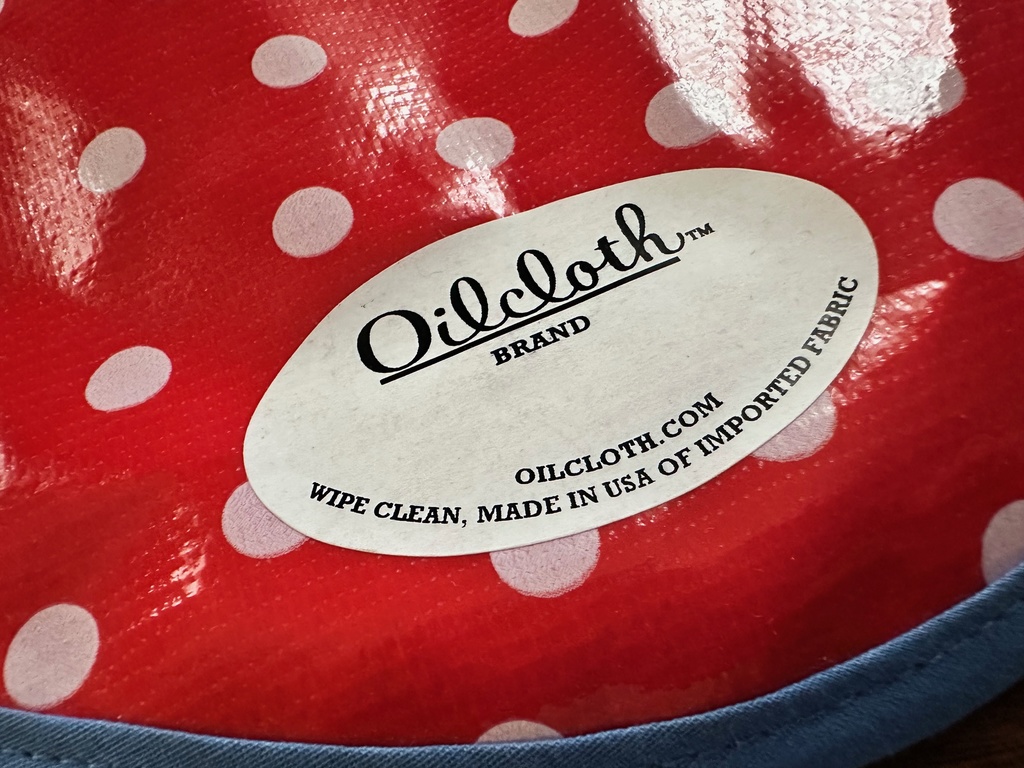 Oilcloth™
BRAND
OILCLOTH.COM
WIPE CLEAN, MADE IN USA OF IMPORTED FABRIC